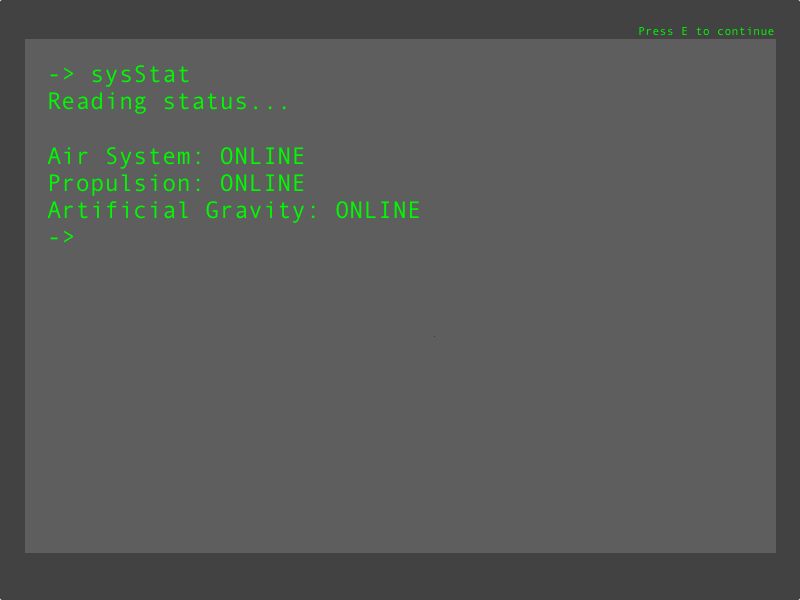 Press E to continue
-> sysStat
Reading status...
Air System: ONLINE
Propulsion: ONLINE
Artificial Gravity: ONLINE
->